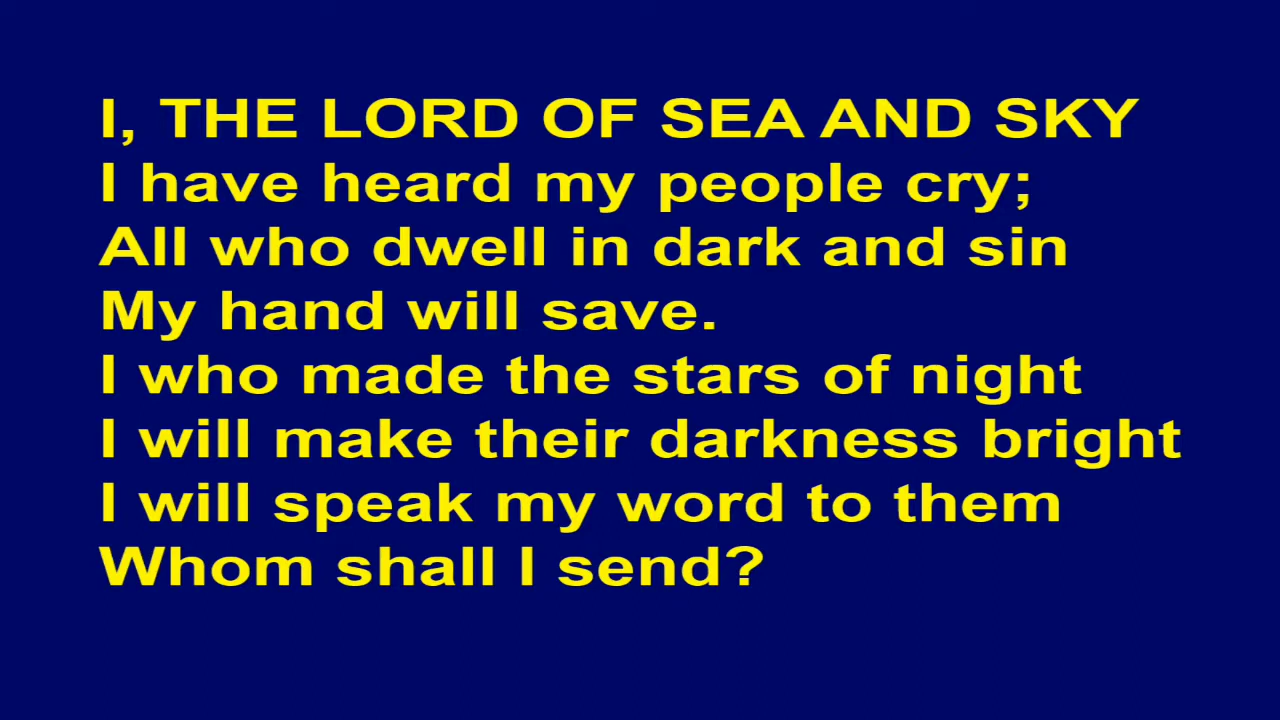 I, THE LORD OF SEA AND SKY
I have heard my people cry;
All who dwell in dark and sin
My hand will save.
I who made the stars of night
I will make their darkness bright
I will speak my word to them
Whom shall I send?